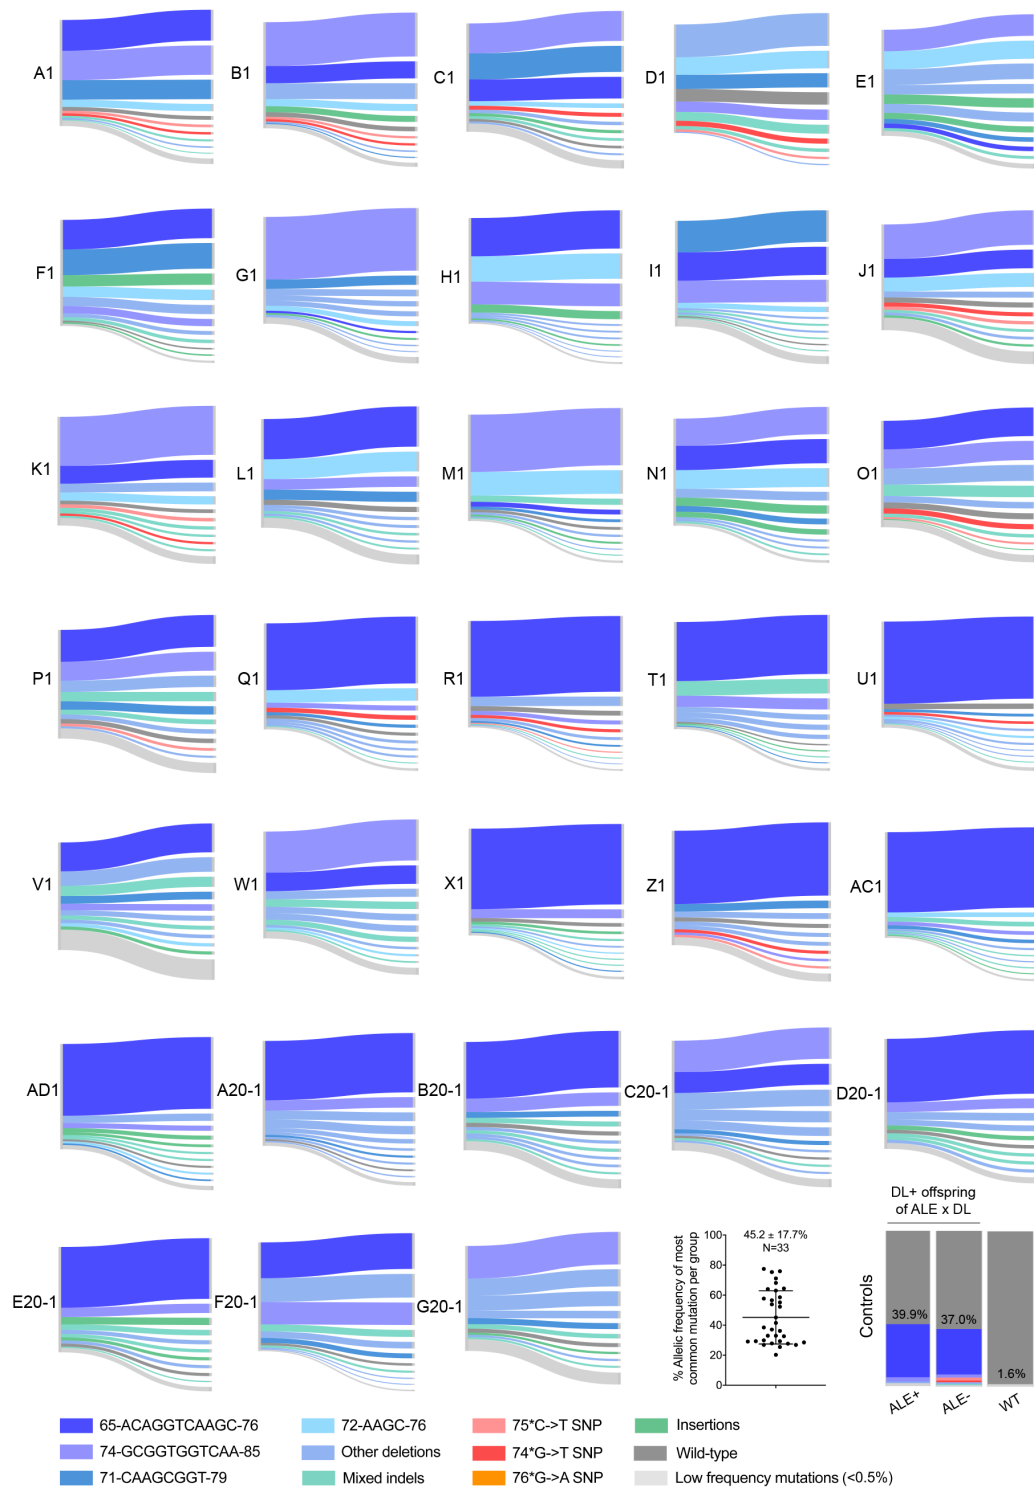 A1
B1
C1
D1
E1
F1
G1
H1
I1
J1
K1
L1
M1
N1
O1
P1
Q1
R1
T1
U1
V1
W1
X1
Z1
AC1
AD1
A20-1
B20-1
C20-1
D20-1
E20-1
F20-1
G20-1
% Allelic frequency of most
common mutation per group
45.2 ± 17.7%
N=33
100
80
60
40
20
0
DL+ offspring
of ALE x DL
Controls
39.9%
37.0%
1.6%
ALE+
ALE-
WT
65-ACAGGTCAAGC-76
72-AAGC-76
75*C->T SNP
Insertions
74-GCGGTGGTCAA-85
Other deletions
74*G->T SNP
Wild-type
71-CAAGCGGT-79
Mixed indels
76*G->A SNP
Low frequency mutations (<0.5%)